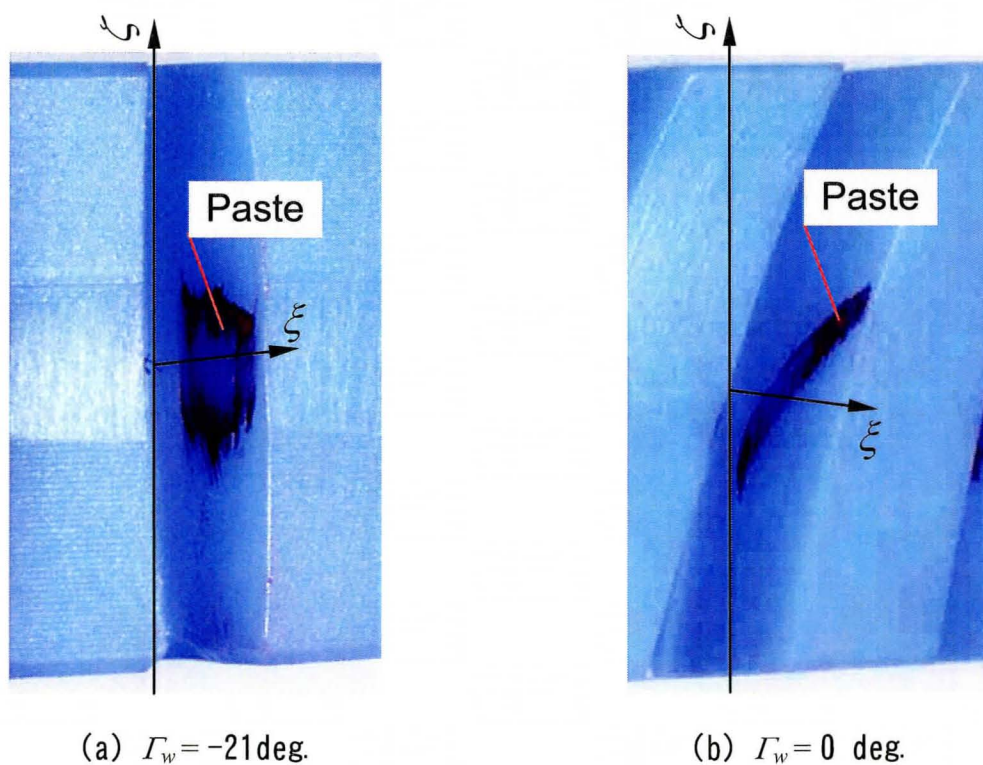 ζ
Paste
ξ
(a) Γw = -21deg.
ζ
Paste
ξ
(b) Γw = 0 deg.